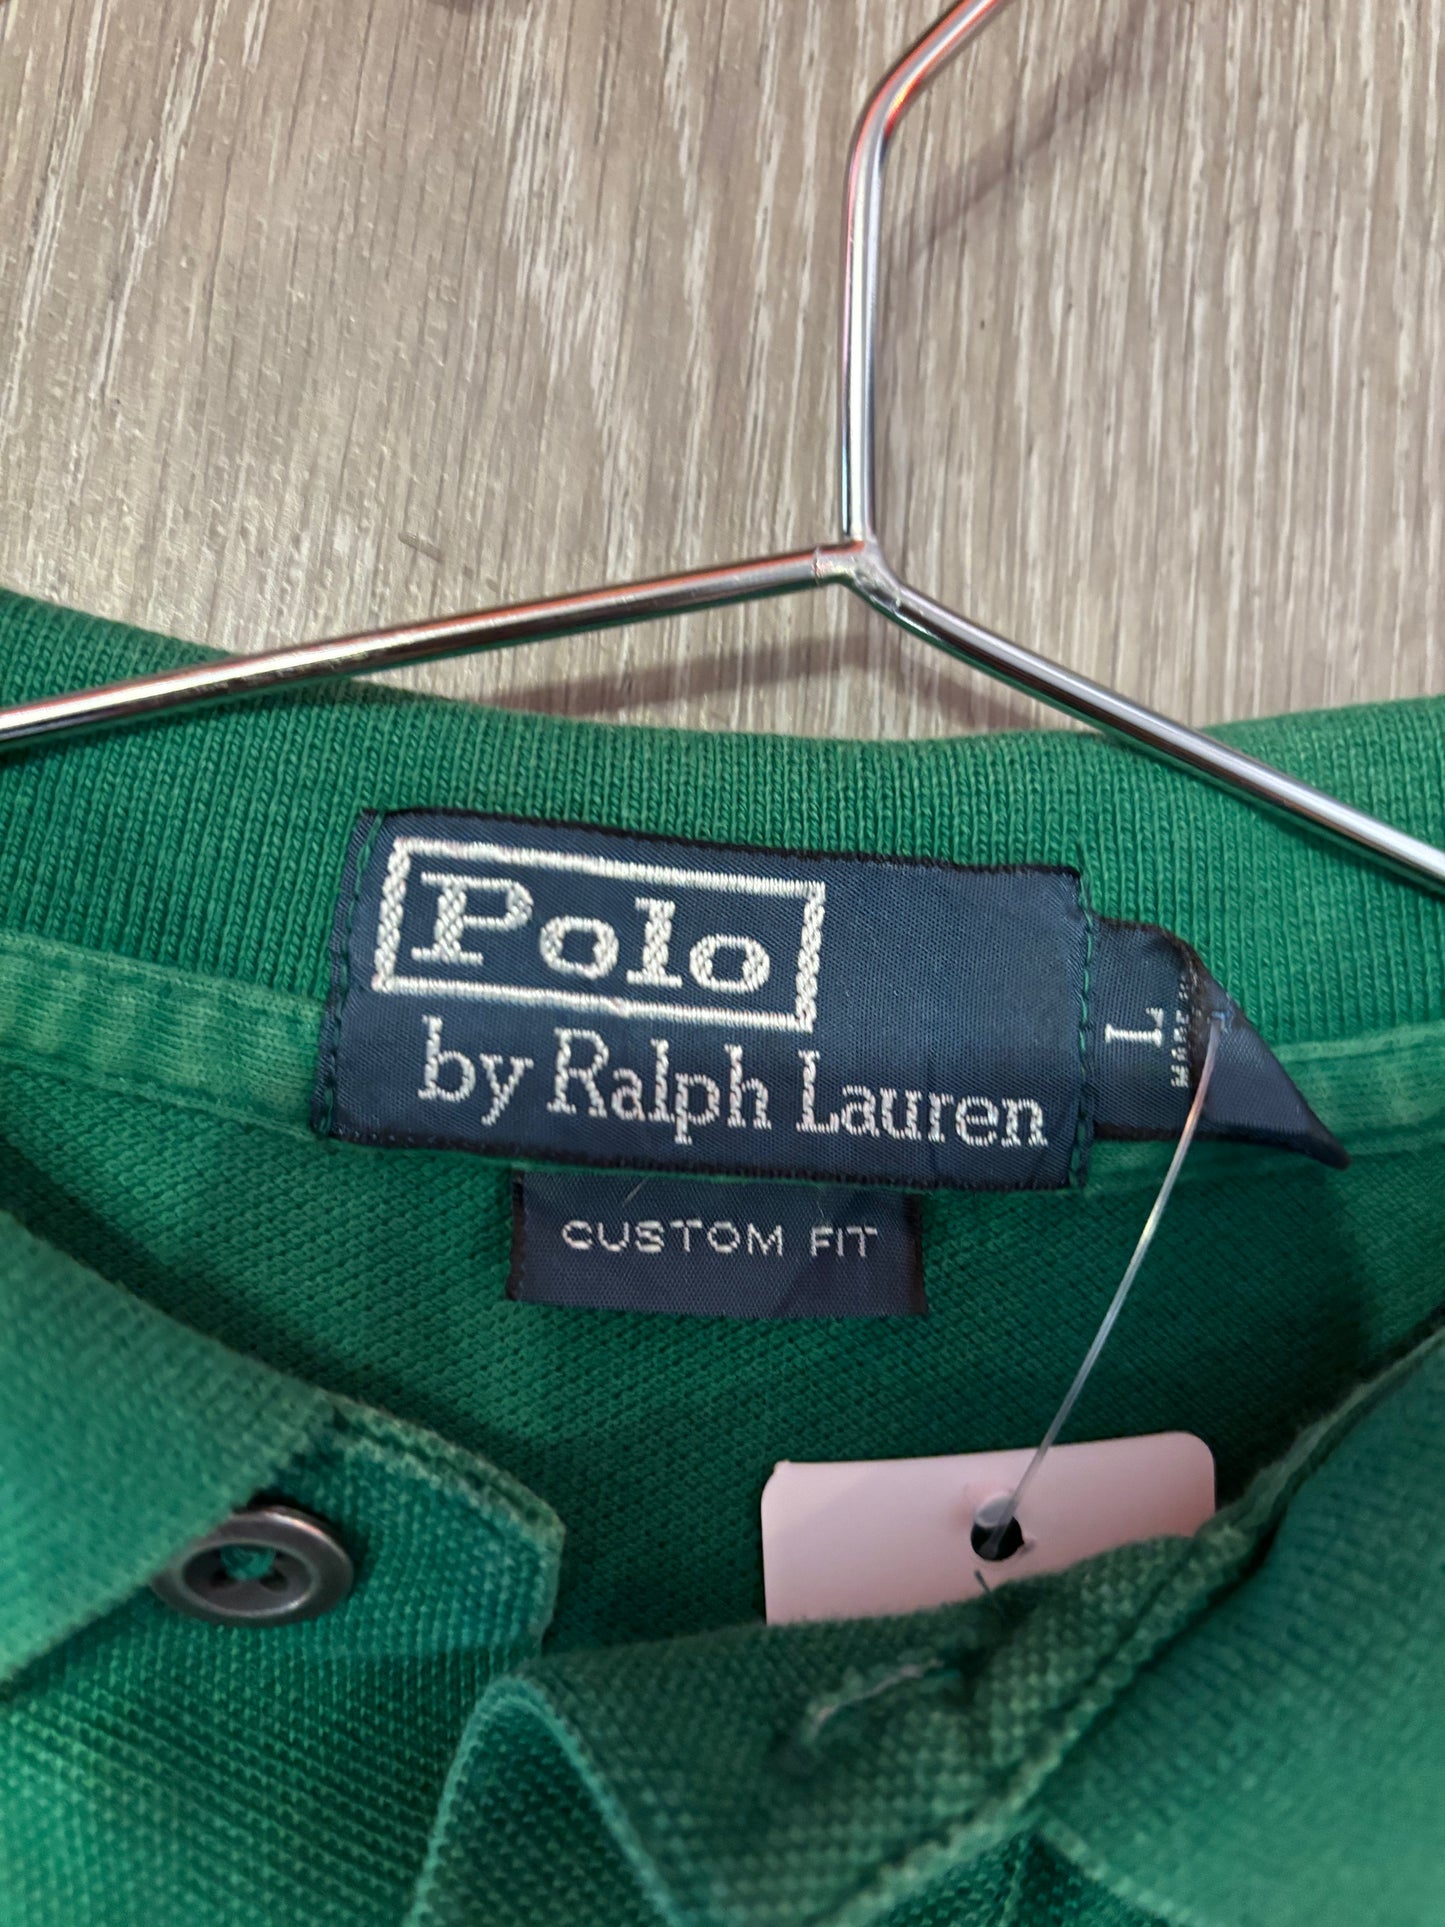 Polo
by Ralph Lauren
L
CUSTOM FIT